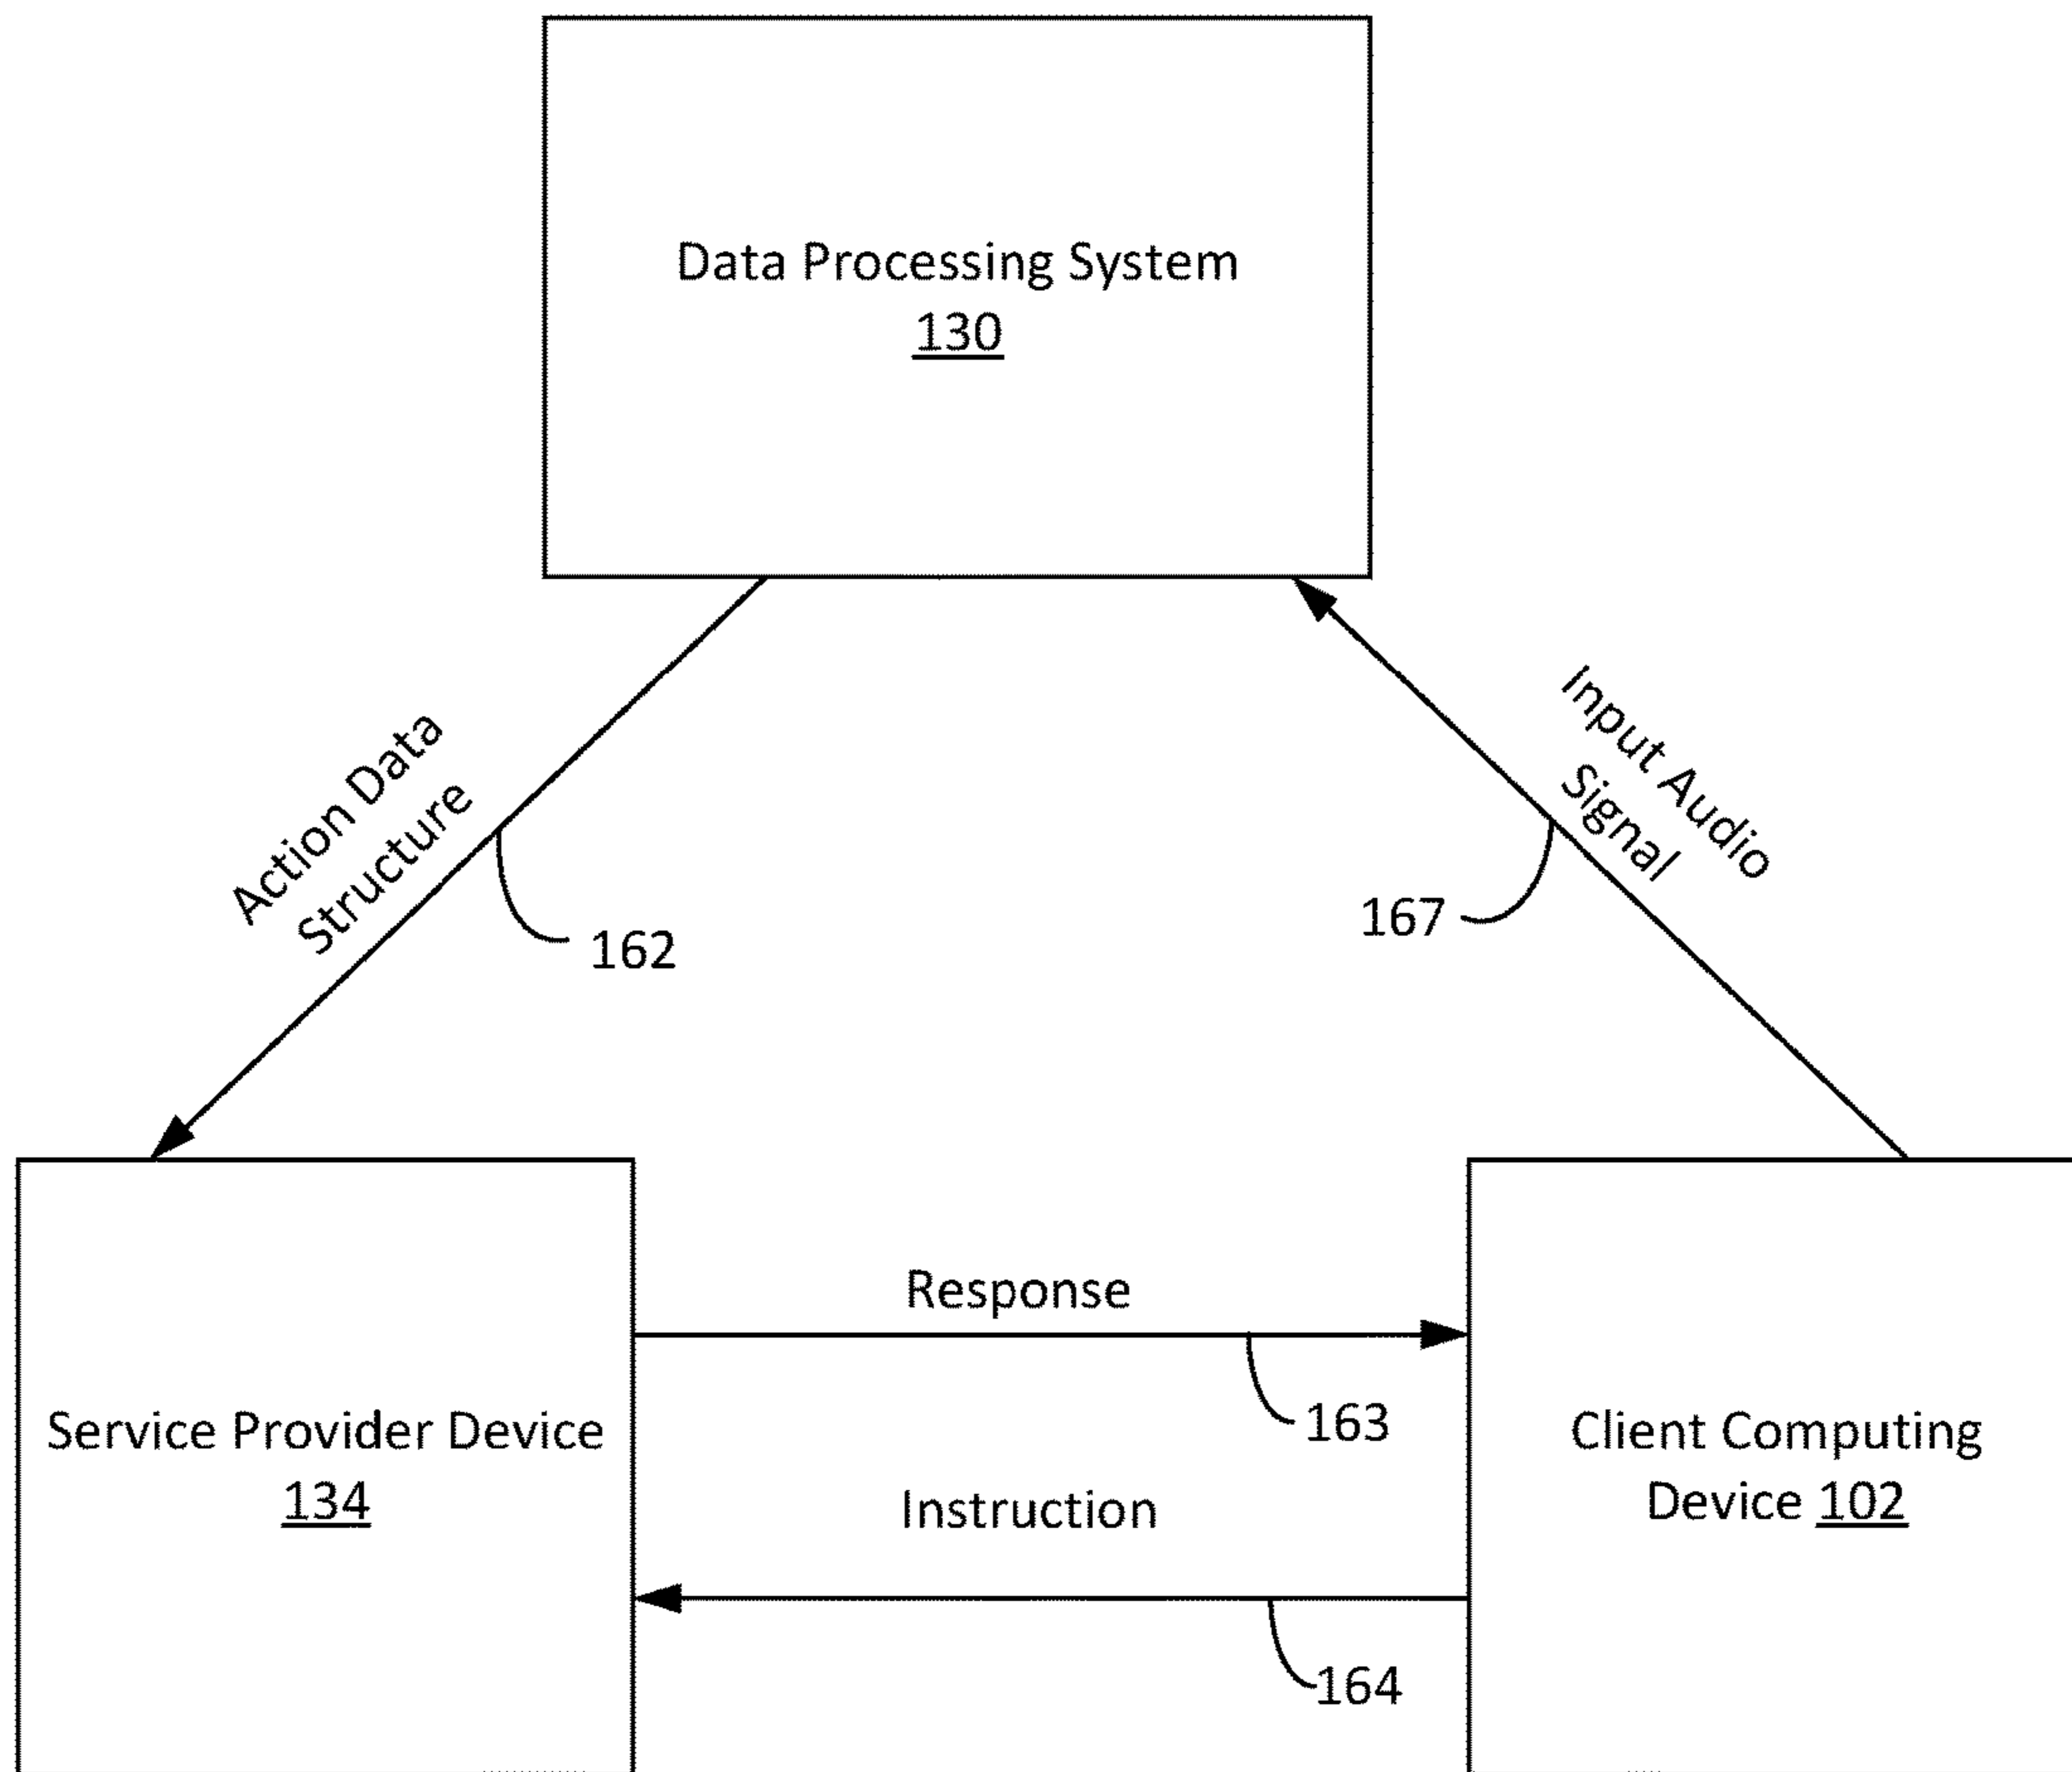 Data Processing System
130
Action Data
Structure
162
Input Audio
Signal
167
Response
163
Service Provider Device
134
Instruction
164
Client Computing
Device 102